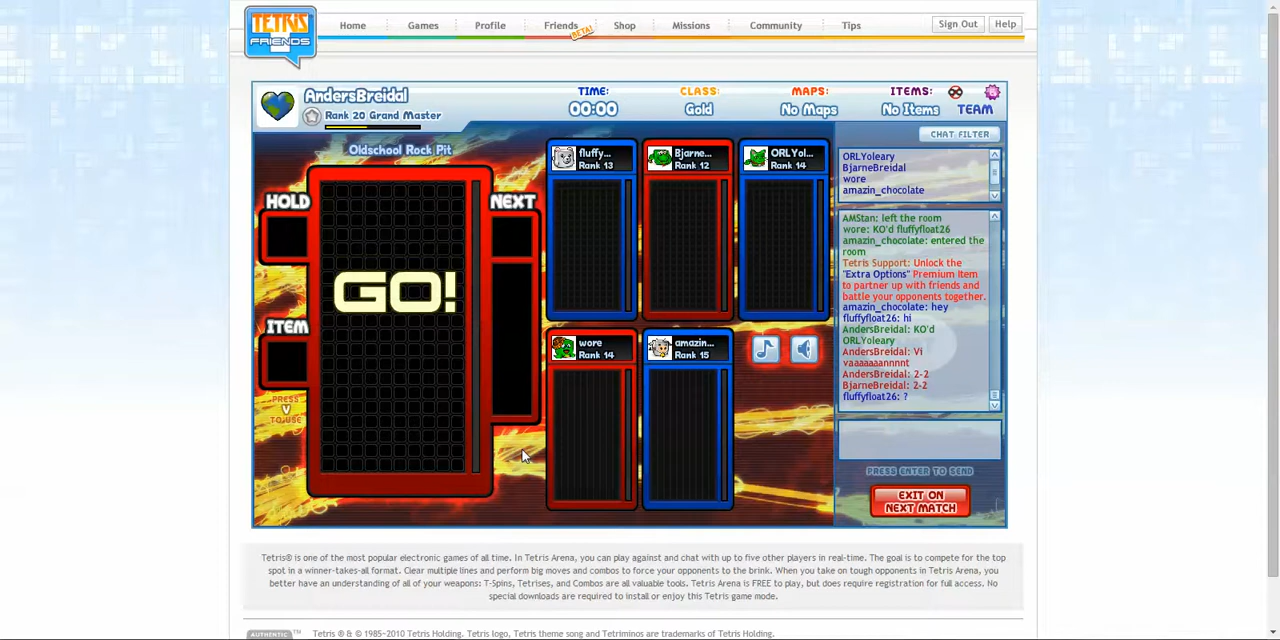 TETRIS
FRIENDS
Home
Games
Profile
Friends
BETA!
Shop
Missions
Community
Tips
Sign Out
Help
AndersBreidal
Rank 20 Grand Master
TIME:
00:00
CLASS:
Gold
MAPS:
No Maps
ITEMS:
No Items
TEAM
Oldschool Rock Pit
HOLD
NEXT
ITEM
PRESS
V
TO USE
GO!
fluffy...
Rank 13
Bjarne...
Rank 12
ORLYol...
Rank 14
wore
Rank 14
amazin...
Rank 15
CHAT FILTER
ORLYoleary
BjarneBreidal
wore
amazin_chocolate
AMStan: left the room
wore: KO'd fluffyfloat26
amazin_chocolate: entered the
room
Tetris Support: Unlock the
"Extra Options" Premium Item
to partner up with friends and
battle your opponents together.
amazin_chocolate: hey
fluffyfloat26: hi
AndersBreidal: KO'd
ORLYoleary
AndersBreidal: Vi
vaaaaaaannnnt
AndersBreidal: 2-2
BjarneBreidal: 2-2
fluffyfloat26: ?
PRESS ENTER TO SEND
EXIT ON
NEXT MATCH
Tetris® is one of the most popular electronic games of all time. In Tetris Arena, you can play against and chat with up to five other players in real-time. The goal is to compete for the top
spot in a winner-takes-all format. Clear multiple lines and perform big moves and combos to force your opponents to the brink. When you take on tough opponents in Tetris Arena, you
better have an understanding of all of your weapons: T-Spins, Tetrises, and Combos are all valuable tools. Tetris Arena is FREE to play, but does require registration for full access. No
special downloads are required to install or enjoy this Tetris game mode.
AUTHENTIC ™
Tetris ® & © 1985~2010 Tetris Holding. Tetris logo, Tetris theme song and Tetriminos are trademarks of Tetris Holding.